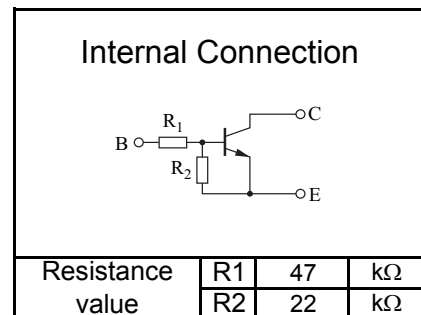 Internal Connection
C
R₁
B
R₂
E
Resistance value R1 47 kΩ
R2 22 kΩ